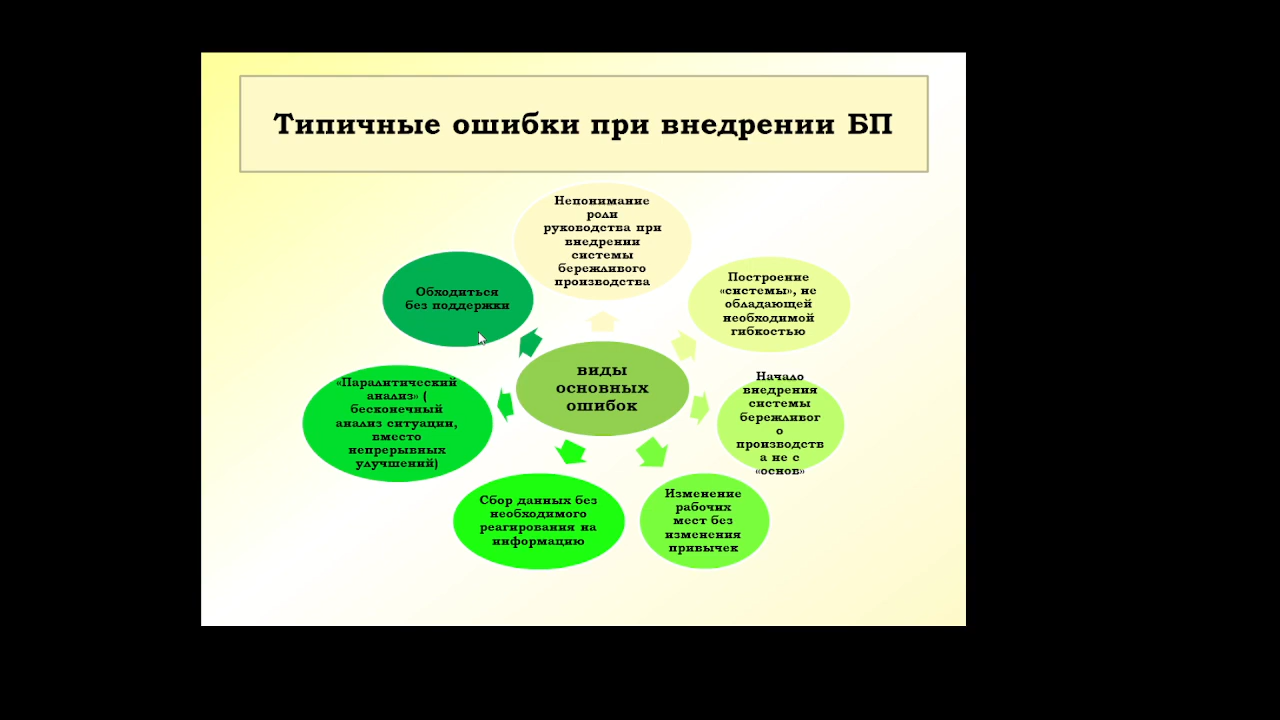 Типичные ошибки при внедрении БП
Непонимание
роли
руководства при
внедрении
системы
бережливого
производства
Построение
«системы», не
обладающей
необходимой
гибкостью
Начало
внедрения
системы
бережливог
о
производств
а не с
«основ»
Изменение
рабочих
мест без
изменения
привычек
Сбор данных без
необходимого
реагирования на
информацию
«Паралитический
анализ» (
бесконечный
анализ ситуации,
вместо
непрерывных
улучшений)
Обходиться
без поддержки
виды
основных
ошибок